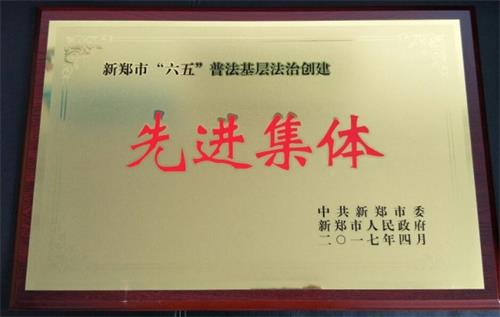 新郑市“六五”普法基层法治创建
先进集体
中共新郑市委
新郑市人民政府
二〇一七年四月